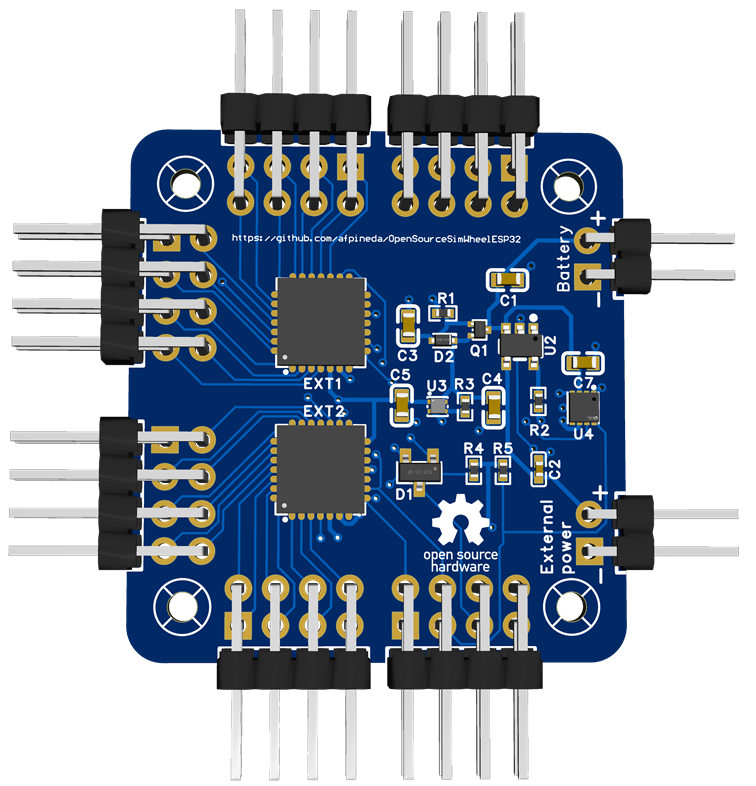 https://github.com/afpineda/OpenSourceSimWheelESP32
+
Battery
-
C1
R1
C3
D2
Q1
U2
EXT1
C5
U3
R3
C4
C7
EXT2
R2
U4
R4
R5
C2
D1
+
External
power
-
open source
hardware